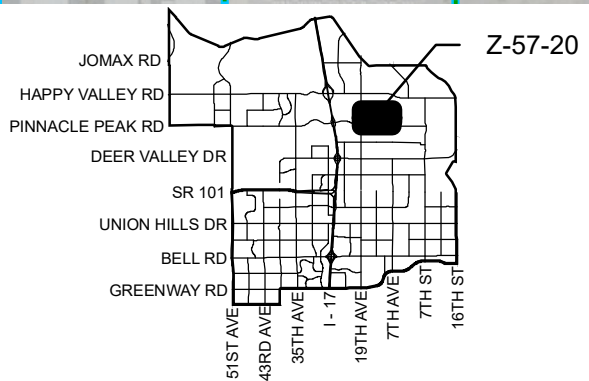 Z-57-20
JOMAX RD
HAPPY VALLEY RD
PINNACLE PEAK RD
DEER VALLEY DR
SR 101
UNION HILLS DR
BELL RD
GREENWAY RD
51ST AVE
43RD AVE
35TH AVE
I - 17
19TH AVE
7TH AVE
7TH ST
16TH ST